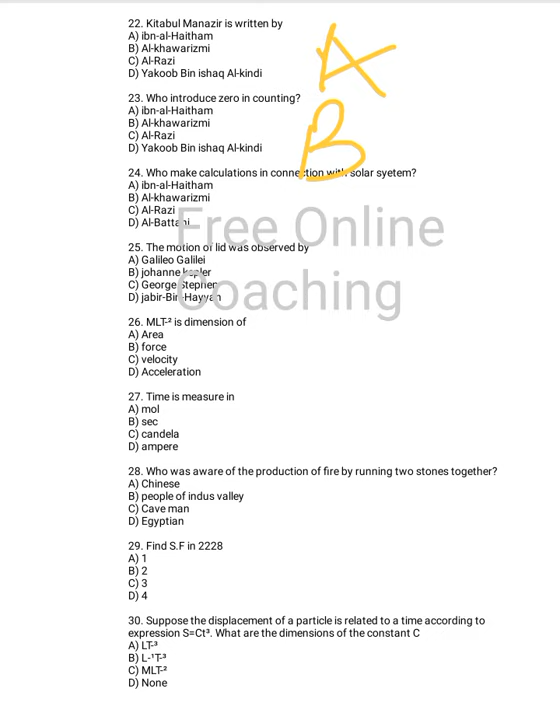 22. Kitabul Manazir is written by
A) ibn-al-Haitham
B) Al-khawarizmi
C) Al-Razi
D) Yakoob Bin ishaq Al-kindi
A
23. Who introduce zero in counting?
A) ibn-al-Haitham
B) Al-khawarizmi
C) Al-Razi
D) Yakoob Bin ishaq Al-kindi
B
24. Who make calculations in connection with solar syetem?
A) ibn-al-Haitham
B) Al-khawarizmi
C) Al-Razi
D) Al-Battani
Free Online
Coaching
25. The motion of lid was observed by
A) Galileo Galilei
B) johanne kepler
C) George Stephen
D) jabir-Bin-Hayyan
26. MLT-² is dimension of
A) Area
B) force
C) velocity
D) Acceleration
27. Time is measure in
A) mol
B) sec
C) candela
D) ampere
28. Who was aware of the production of fire by running two stones together?
A) Chinese
B) people of indus valley
C) Cave man
D) Egyptian
29. Find S.F in 2228
A) 1
B) 2
C) 3
D) 4
30. Suppose the displacement of a particle is related to a time according to
expression S=Ct³. What are the dimensions of the constant C
A) LT-³
B) L-¹T-³
C) MLT-²
D) None